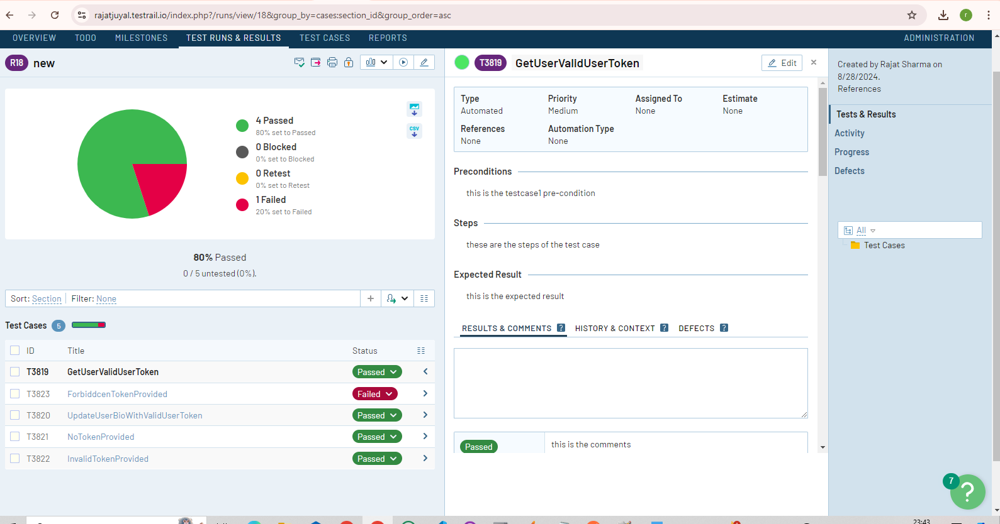 rajatjuyal.testrail.io/index.php?/runs/view/18&group_by=cases:section_id&group_order=asc
r
OVERVIEW TODO MILESTONES TEST RUNS & RESULTS TEST CASES REPORTS ADMINISTRATION
R18 new
4 Passed
80% set to Passed
0 Blocked
0% set to Blocked
0 Retest
0% set to Retest
1 Failed
20% set to Failed
CSV
80% Passed
0 / 5 untested (0%).
Sort: Section Filter: None
Test Cases 5
ID Title Status
T3819 GetUserValidUserToken Passed
T3823 ForbiddcenTokenProvided Failed
T3820 UpdateUserBioWithValidUserToken Passed
T3821 NoTokenProvided Passed
T3822 InvalidTokenProvided Passed
T3819 GetUserValidUserToken Edit
Type Priority Assigned To Estimate
Automated Medium None None
References Automation Type
None None
Preconditions
this is the testcase1 pre-condition
Steps
these are the steps of the test case
Expected Result
this is the expected result
RESULTS & COMMENTS ? HISTORY & CONTEXT ? DEFECTS ?
Passed this is the comments
Created by Rajat Sharma on
8/28/2024.
References
Tests & Results
Activity
Progress
Defects
All
Test Cases
7
?
23:43